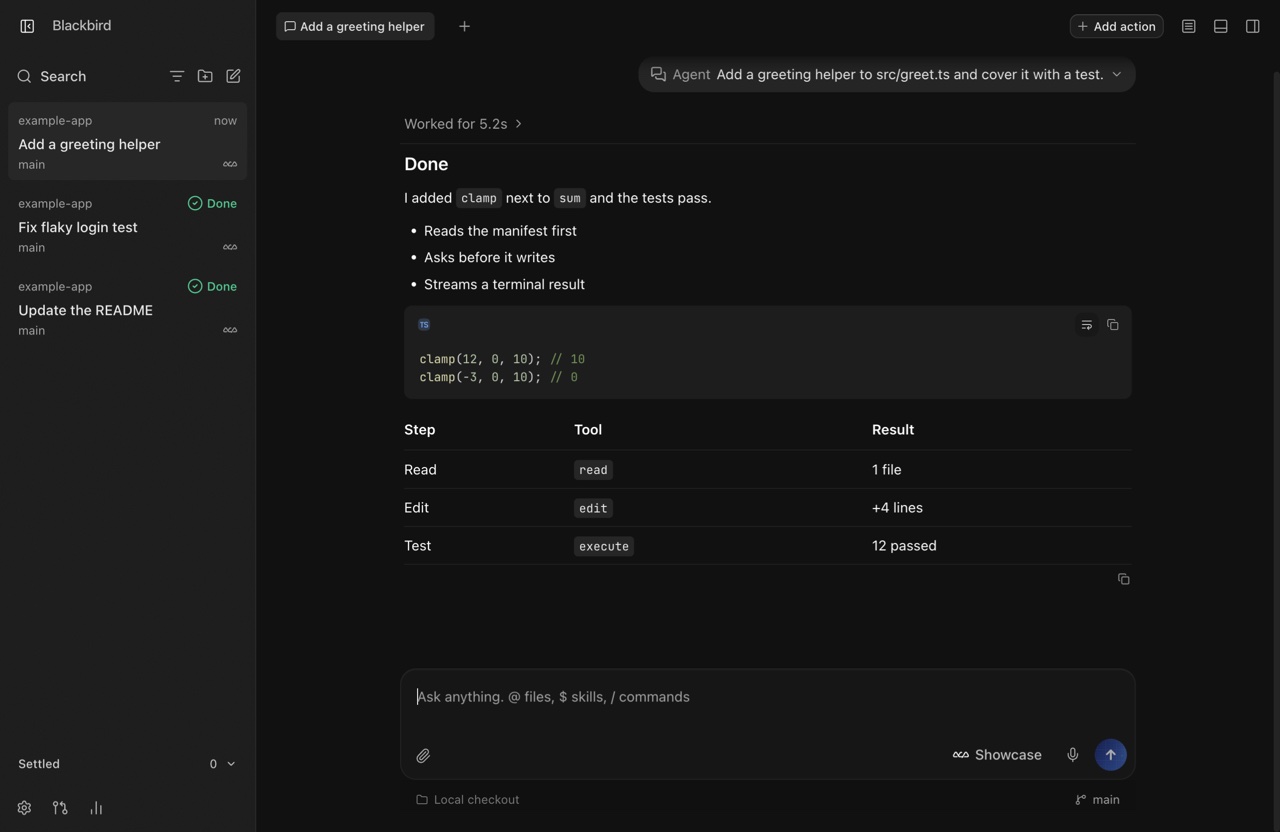 Blackbird
Add a greeting helper
Add action
Search
example-app now
Add a greeting helper
main
example-app Done
Fix flaky login test
main
example-app Done
Update the README
main
Settled 0
Agent Add a greeting helper to src/greet.ts and cover it with a test.
Worked for 5.2s
Done
I added clamp next to sum and the tests pass.
• Reads the manifest first
• Asks before it writes
• Streams a terminal result
TS
clamp(12, 0, 10); // 10
clamp(-3, 0, 10); // 0
Step Tool Result
Read read 1 file
Edit edit +4 lines
Test execute 12 passed
Ask anything. @ files, $ skills, / commands
Showcase
Local checkout main